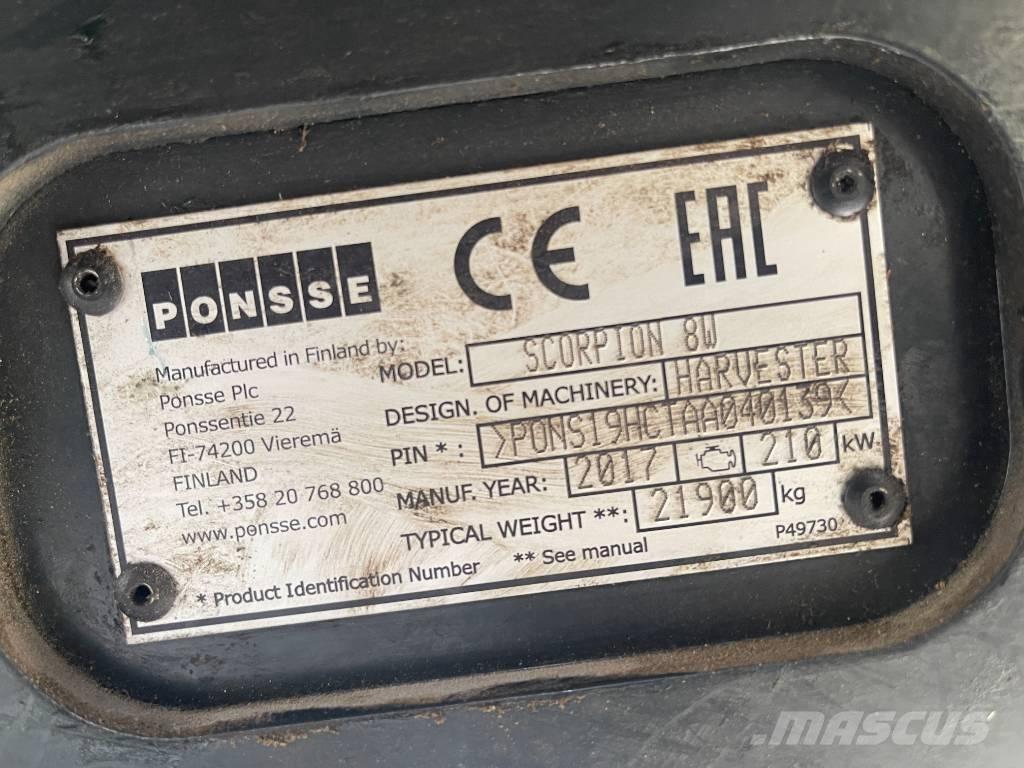 PONSSE
CE EAC
Manufactured in Finland by:
Ponsse Plc
Ponssentie 22
FI-74200 Vieremä
FINLAND
Tel. +358 20 768 800
www.ponsse.com
MODEL: SCORPION 8W
DESIGN. OF MACHINERY: HARVESTER
PIN * : >PONS19HCTAA040139<
MANUF. YEAR: 2017 210 kW
TYPICAL WEIGHT **: 21900 kg
* Product Identification Number ** See manual
P49730
MASCUS